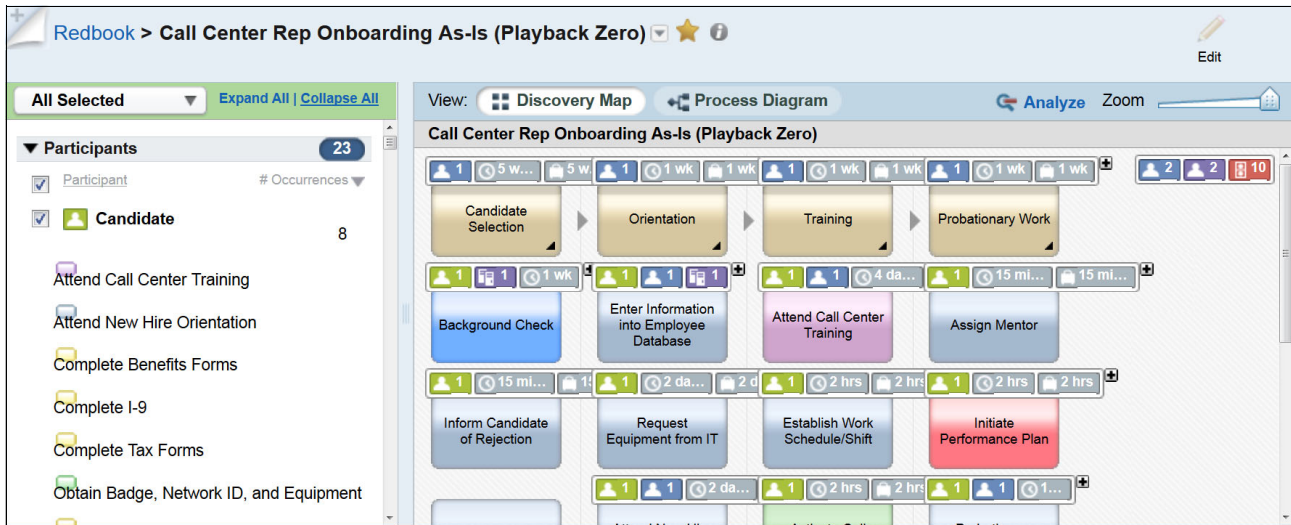 Redbook > Call Center Rep Onboarding As-Is (Playback Zero)
Edit
All Selected
Expand All | Collapse All
Participants 23
Participant # Occurrences
Candidate
8
Attend Call Center Training
Attend New Hire Orientation
Complete Benefits Forms
Complete I-9
Complete Tax Forms
Obtain Badge, Network ID, and Equipment
View: Discovery Map Process Diagram Analyze Zoom
Call Center Rep Onboarding As-Is (Playback Zero)
1 5 w... 5 w 1 1 wk 1 wk 1 1 wk 1 wk 1 1 wk 1 wk 2 2 10
Candidate Orientation Training Probationary Work
Selection
1 1 1 wk 1 1 1 1 1 4 da... 1 15 mi... 15 mi...
Background Check
Enter Information
into Employee
Database
Attend Call Center
Training
Assign Mentor
1 15 mi... 15 1 2 da... 2 d 1 2 hrs 2 hrs 1 2 hrs 2 hrs
Inform Candidate
of Rejection
Request
Equipment from IT
Establish Work
Schedule/Shift
Initiate
Performance Plan
1 1 2 da... 1 2 hrs 2 hrs 1 1 1...